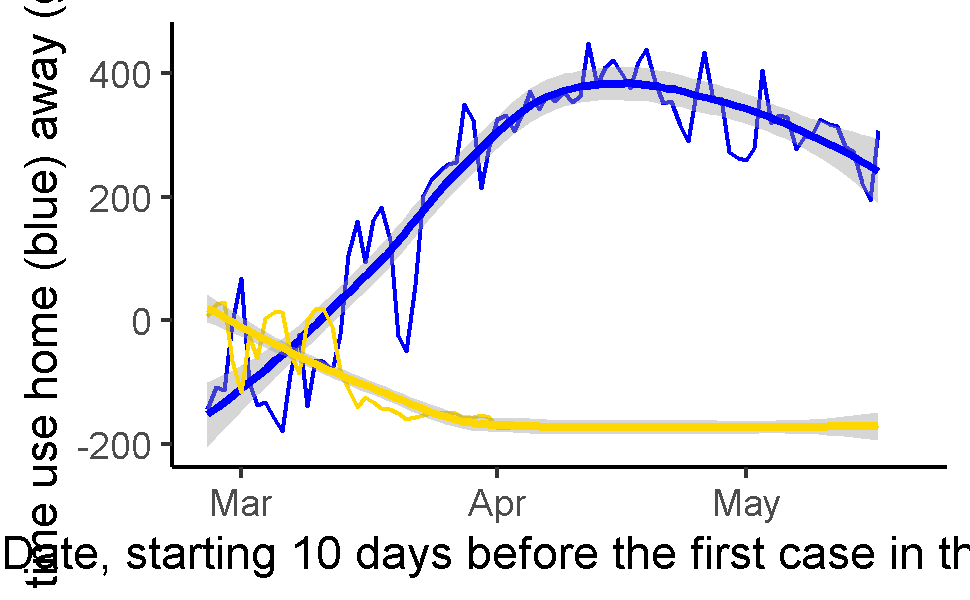 time use home (blue) away (
400
200
0
-200
Mar Apr May
Date, starting 10 days before the first case in th